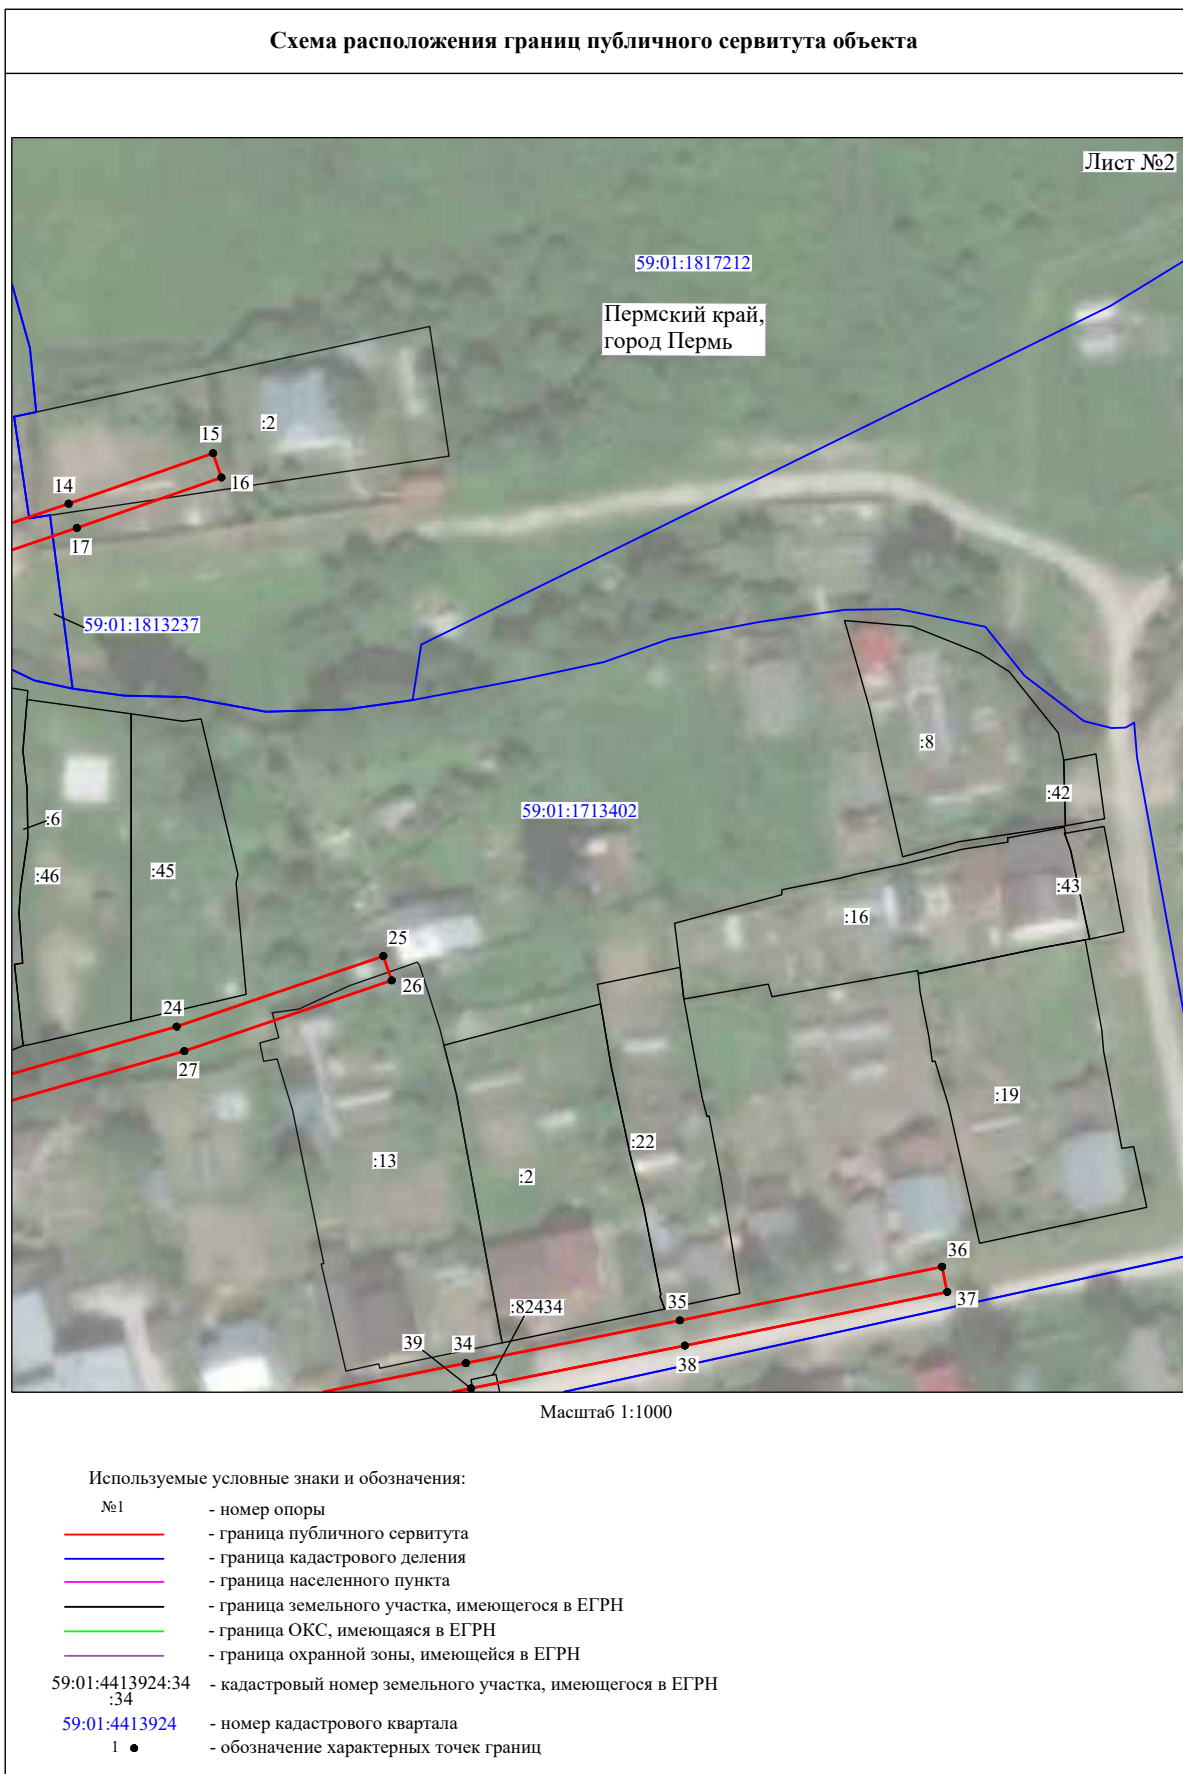 Схема расположения границ публичного сервитута объекта
Лист №2
59:01:1817212
Пермский край,
город Пермь
:2
15
16
14
17
59:01:1813237
:8
:42
59:01:1713402
:6
:46
:45
:43
:16
25
26
24
27
:19
:22
:13
:2
36
37
:82434
35
39
34
38
Масштаб 1:1000
Используемые условные знаки и обозначения:
№1 - номер опоры
- граница публичного сервитута
- граница кадастрового деления
- граница населенного пункта
- граница земельного участка, имеющегося в ЕГРН
- граница ОКС, имеющаяся в ЕГРН
- граница охранной зоны, имеющейся в ЕГРН
59:01:4413924:34 - кадастровый номер земельного участка, имеющегося в ЕГРН
:34
59:01:4413924 - номер кадастрового квартала
1 - обозначение характерных точек границ